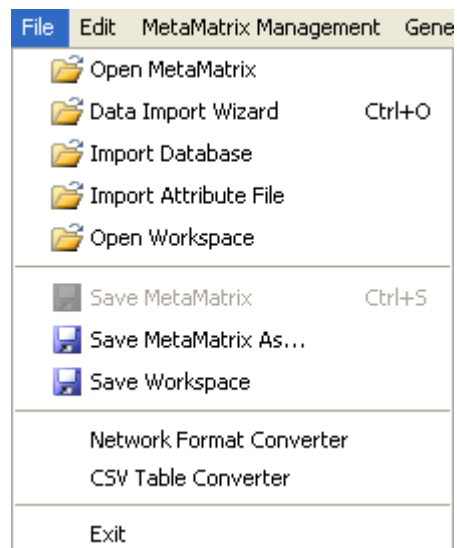 File Edit MetaMatrix Management Gene
Open MetaMatrix
Data Import Wizard Ctrl+O
Import Database
Import Attribute File
Open Workspace
Save MetaMatrix Ctrl+S
Save MetaMatrix As...
Save Workspace
Network Format Converter
CSV Table Converter
Exit